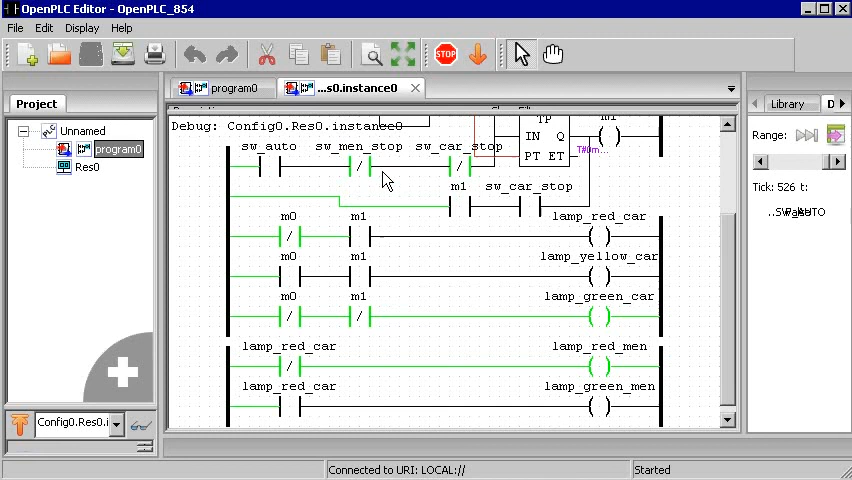 OpenPLC Editor - OpenPLC_854
File Edit Display Help
Project
Unnamed
program0
Res0
Config0.Res0.i
program0
...s0.instance0
Debug: Config0.Res0.instance0
TP
m1
IN Q
PT ET
T#0m...
sw_auto sw_men_stop sw_car_stop
m1 sw_car_stop
m0 m1 lamp_red_car
m0 m1 lamp_yellow_car
m0 m1 lamp_green_car
lamp_red_car lamp_red_men
lamp_red_car lamp_green_men
Library D
Range:
Tick: 526 t:
Connected to URI: LOCAL:// Started
STOP